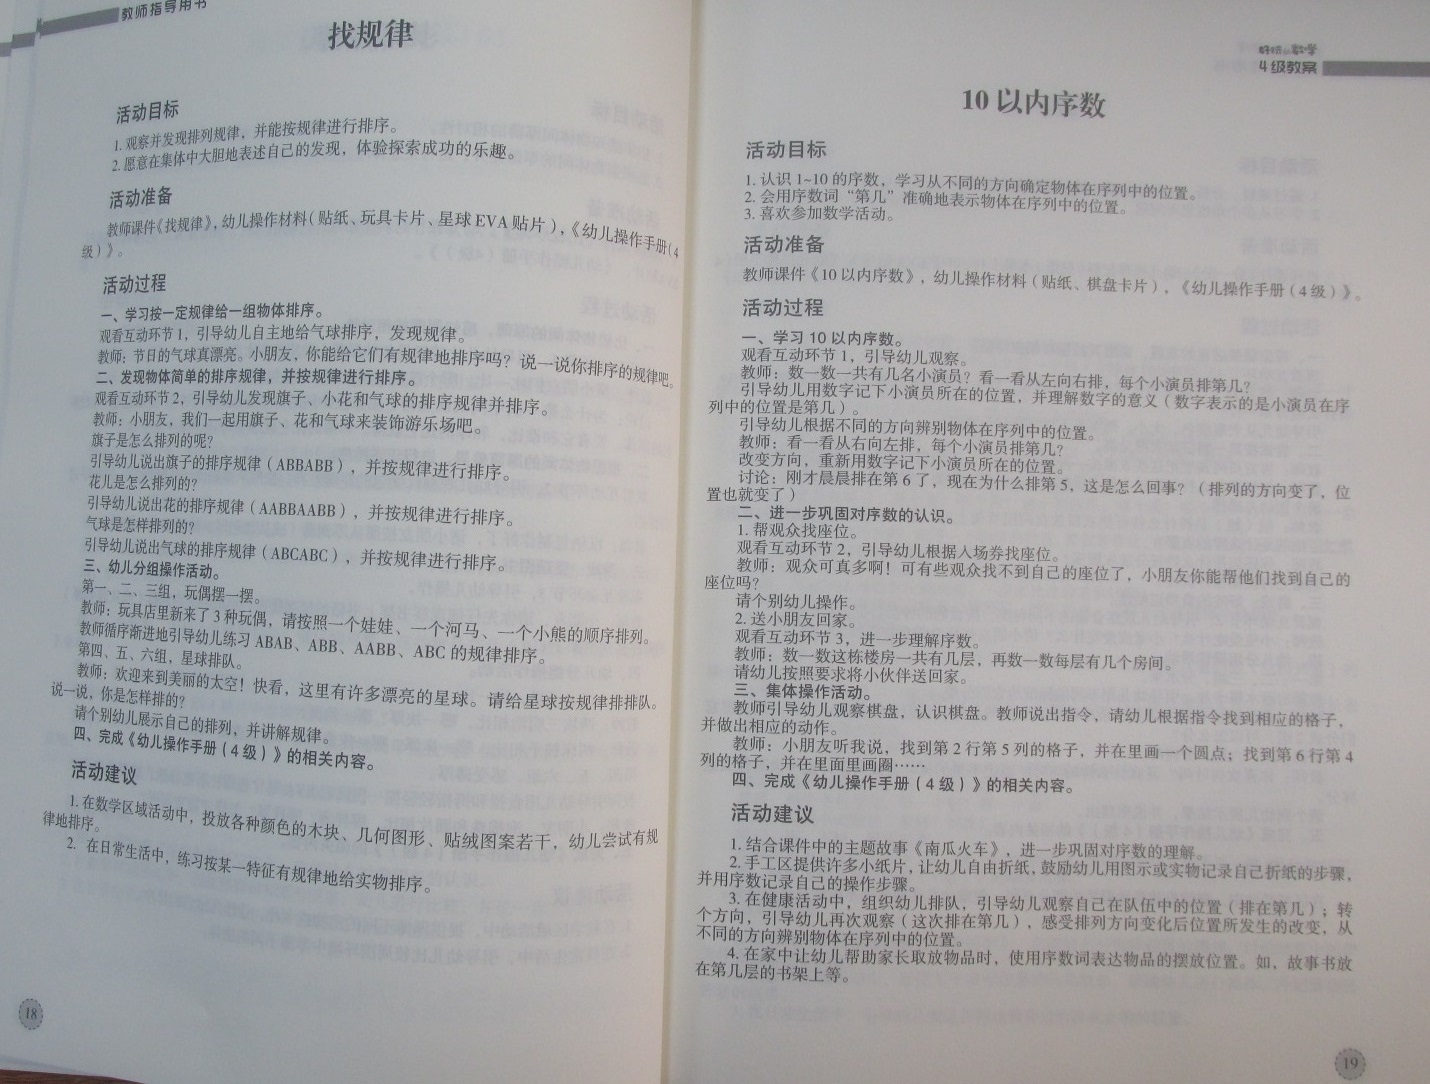 教师指导用书
找规律
活动目标
1. 观察并发现排列规律，并能按规律进行排序。
2. 愿意在集体中大胆地表述自己的发现，体验探索成功的乐趣。
活动准备
教师课件《找规律》，幼儿操作材料（贴纸、玩具卡片、星球EVA贴片），《幼儿操作手册（4
级）》。
活动过程
一、学习按一定规律给一组物体排序。
观看互动环节1，引导幼儿自主地给气球排序，发现规律。
教师：节日的气球真漂亮。小朋友，你能给它们有规律地排序吗？说一说你排序的规律吧。
二、发现物体简单的排序规律，并按规律进行排序。
观看互动环节2，引导幼儿发现旗子、小花和气球的排序规律并排序。
教师：小朋友，我们一起用旗子、花和气球来装饰游乐场吧。
旗子是怎么排列的呢？
引导幼儿说出旗子的排序规律（ABBABB），并按规律进行排序。
花儿是怎么排列的？
引导幼儿说出花的排序规律（AABBAABB），并按规律进行排序。
气球是怎样排列的？
引导幼儿说出气球的排序规律（ABCABC），并按规律进行排序。
三、幼儿分组操作活动。
第一、二、三组，玩偶摆一摆。
教师：玩具店里新来了3种玩偶，请按照一个娃娃、一个河马、一个小熊的顺序排列。
教师循序渐进地引导幼儿练习ABAB、ABB、AABB、ABC的规律排序。
第四、五、六组，星球排队。
教师：欢迎来到美丽的太空！快看，这里有许多漂亮的星球。请给星球按规律排排队。
说一说，你是怎样排的？
请个别幼儿展示自己的排列，并讲解规律。
四、完成《幼儿操作手册（4级）》的相关内容。
活动建议
1. 在数学区域活动中，投放各种颜色的木块、几何图形、贴绒图案若干，幼儿尝试有规
律地排序。
2. 在日常生活中，练习按某一特征有规律地给实物排序。
18
好玩的数学
4级教案
10以内序数
活动目标
1. 认识1~10的序数，学习从不同的方向确定物体在序列中的位置。
2. 会用序数词“第几”准确地表示物体在序列中的位置。
3. 喜欢参加数学活动。
活动准备
教师课件《10以内序数》，幼儿操作材料（贴纸、棋盘卡片），《幼儿操作手册（4级）》。
活动过程
一、学习10以内序数。
观看互动环节1，引导幼儿观察。
教师：数一数一共有几名小演员？看一看从左向右排，每个小演员排第几？
引导幼儿用数字记下小演员所在的位置，并理解数字的意义（数字表示的是小演员在序
列中的位置是第几）。
引导幼儿根据不同的方向辨别物体在序列中的位置。
教师：看一看从右向左排，每个小演员排第几？
改变方向，重新用数字记下小演员所在的位置。
讨论：刚才晨晨排在第6了，现在为什么排第5，这是怎么回事？（排列的方向变了，位
置也就变了）
二、进一步巩固对序数的认识。
1. 帮观众找座位。
观看互动环节2，引导幼儿根据入场券找座位。
教师：观众可真多啊！可有些观众找不到自己的座位了，小朋友你能帮他们找到自己的
座位吗？
请个别幼儿操作。
2. 送小朋友回家。
观看互动环节3，进一步理解序数。
教师：数一数这栋楼房一共有几层，再数一数每层有几个房间。
请幼儿按照要求将小伙伴送回家。
三、集体操作活动。
教师引导幼儿观察棋盘，认识棋盘。教师说出指令，请幼儿根据指令找到相应的格子，
并做出相应的动作。
教师：小朋友听我说，找到第2行第5列的格子，并在里画一个圆点；找到第6行第4
列的格子，并在里面里画圈……
四、完成《幼儿操作手册（4级）》的相关内容。
活动建议
1. 结合课件中的主题故事《南瓜火车》，进一步巩固对序数的理解。
2. 手工区提供许多小纸片，让幼儿自由折纸，鼓励幼儿用图示或实物记录自己折纸的步骤，
并用序数记录自己的操作步骤。
3. 在健康活动中，组织幼儿排队，引导幼儿观察自己在队伍中的位置（排在第几）；转
个方向，引导幼儿再次观察（这次排在第几），感受排列方向变化后位置所发生的改变，从
不同的方向辨别物体在序列中的位置。
4. 在家中让幼儿帮助家长取放物品时，使用序数词表达物品的摆放位置。如，故事书放
在第几层的书架上等。
19